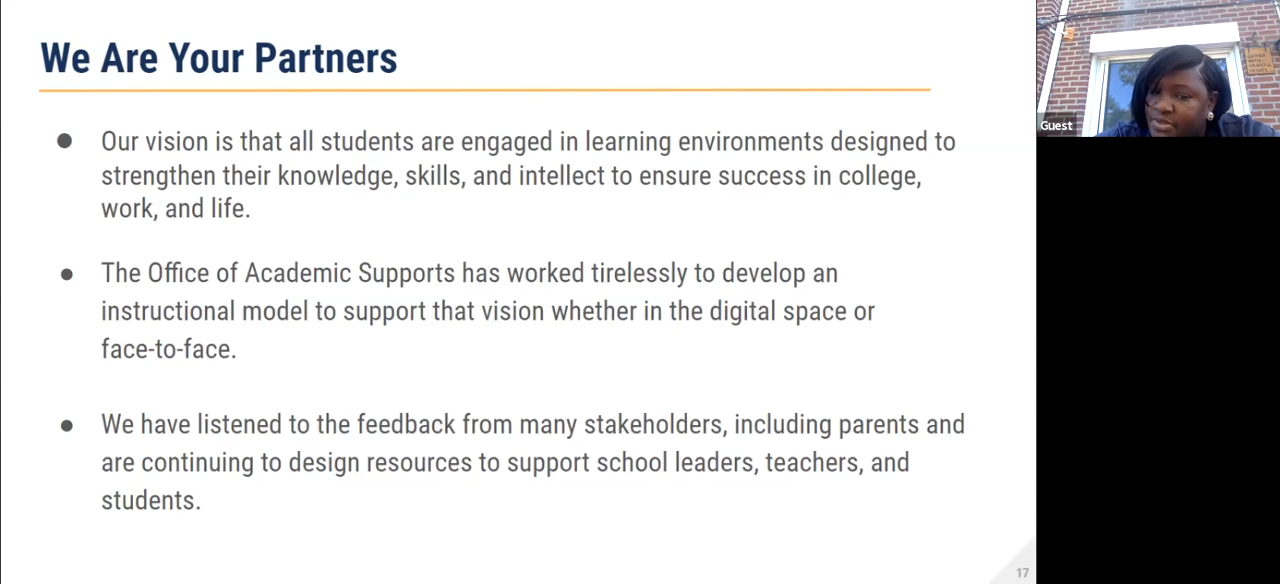 We Are Your Partners
● Our vision is that all students are engaged in learning environments designed to
strengthen their knowledge, skills, and intellect to ensure success in college,
work, and life.
● The Office of Academic Supports has worked tirelessly to develop an
instructional model to support that vision whether in the digital space or
face-to-face.
● We have listened to the feedback from many stakeholders, including parents and
are continuing to design resources to support school leaders, teachers, and
students.
17
Guest